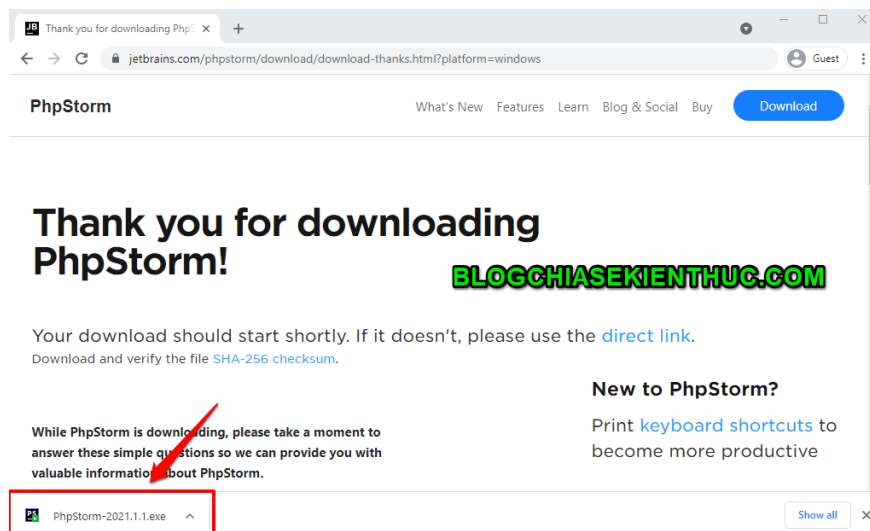 JB Thank you for downloading PhpS
jetbrains.com/phpstorm/download/download-thanks.html?platform=windows Guest
PhpStorm What's New Features Learn Blog & Social Buy Download
Thank you for downloading
PhpStorm!
BLOGCHIASEKIENTHUC.COM
Your download should start shortly. If it doesn't, please use the direct link.
Download and verify the file SHA-256 checksum.
New to PhpStorm?
Print keyboard shortcuts to
become more productive
While PhpStorm is downloading, please take a moment to
answer these simple questions so we can provide you with
valuable information about PhpStorm.
PS PhpStorm-2021.1.1.exe Show all